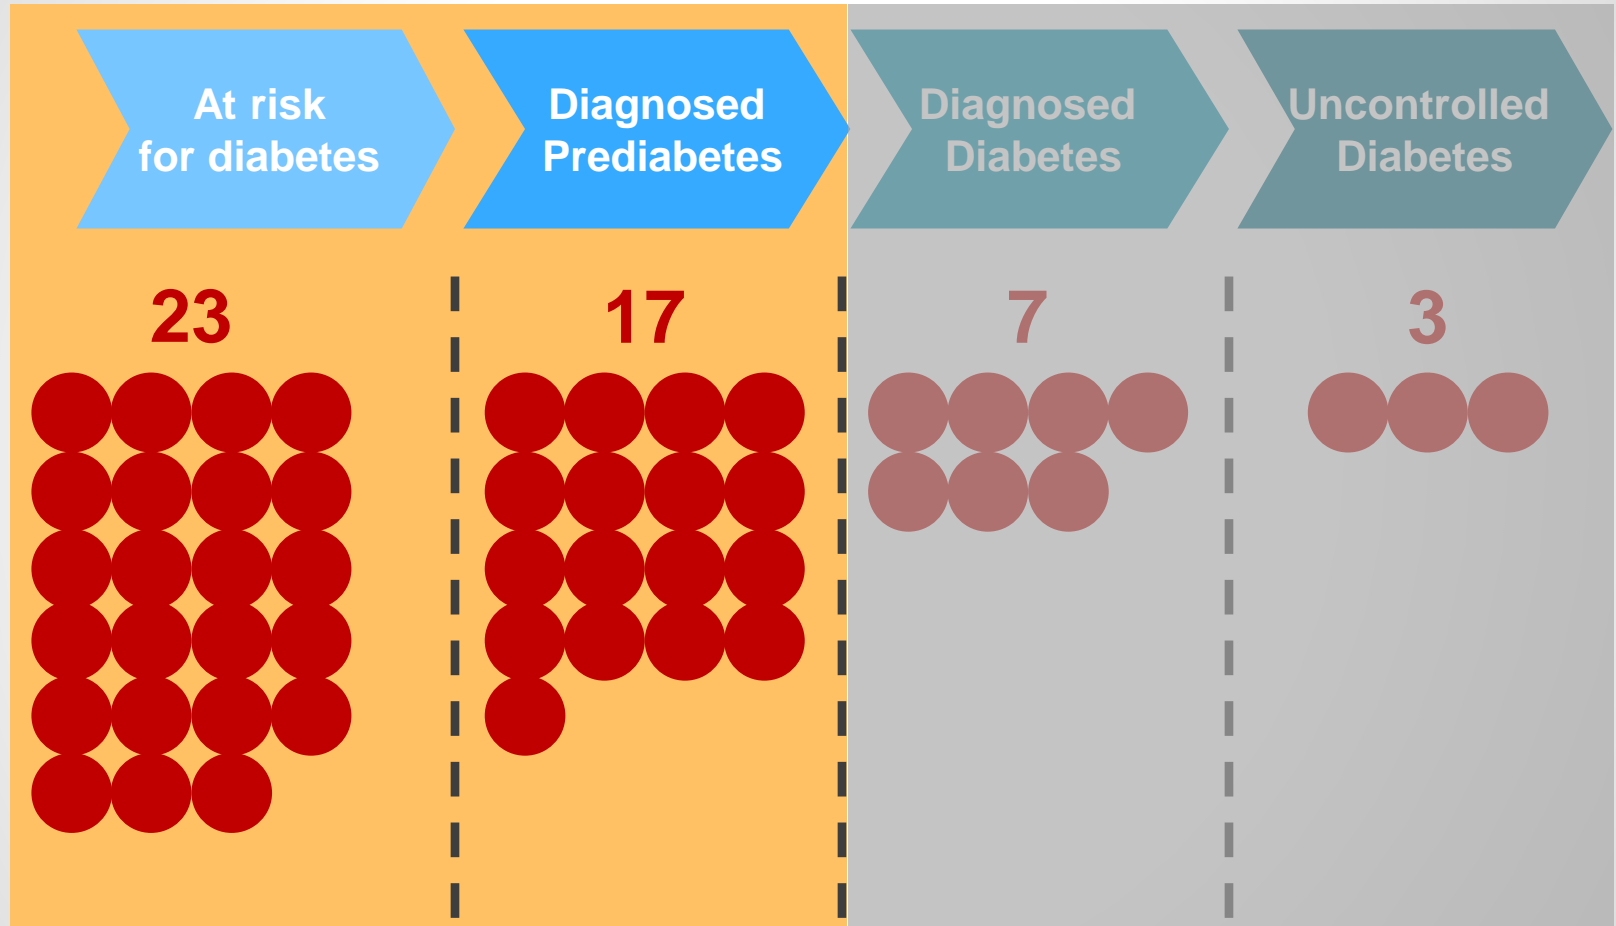 At risk
for diabetes
Diagnosed
Prediabetes
Diagnosed
Diabetes
Uncontrolled
Diabetes
23
17
7
3